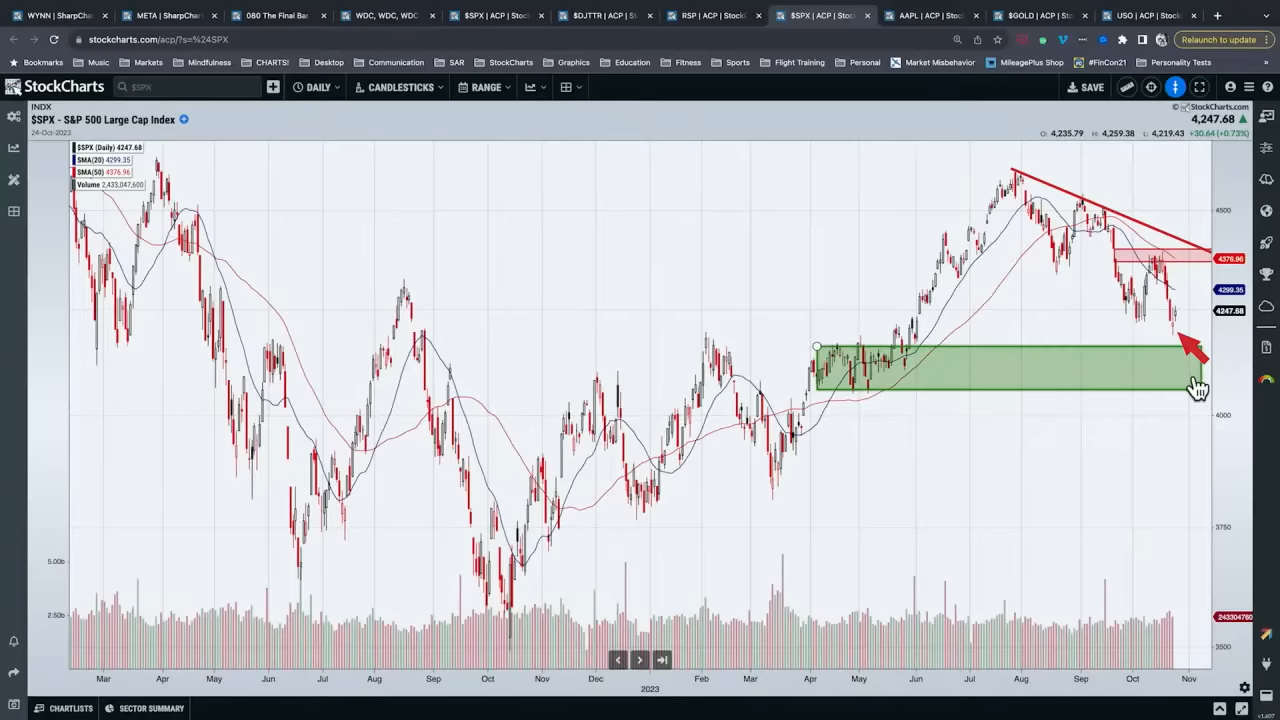 WYNN | SharpChar
META | SharpChart
080 The Final Bar
WDC, WDC, WDC
$SPX | ACP | Stocl
$DJTTR | ACP | St
RSP | ACP | Stock
$SPX | ACP | Stoc
AAPL | ACP | Stoc
$GOLD | ACP | Sto
USO | ACP | Stock
stockcharts.com/acp/?s=%24SPX
Relaunch to update
Bookmarks
Music
Markets
Mindfulness
CHARTS!
Desktop
Communication
SAR
StockCharts
Graphics
Education
Fitness
Sports
Flight Training
Personal
Market Misbehavior
MileagePlus Shop
#FinCon21
Personality Tests
»
StockCharts
$SPX
DAILY
CANDLESTICKS
RANGE
SAVE
INDX
© StockCharts.com
$SPX - S&P 500 Large Cap Index
4,247.68
24-Oct-2023
O: 4,235.79 H: 4,259.38 L: 4,219.43 +30.64 (+0.73%)
$SPX (Daily) 4247.68
SMA(20) 4299.35
SMA(50) 4376.96
Volume 2,433,047,600
4500
4376.96
4299.35
4247.68
4000
3750
5.00b
2.50b
243304760
3500
Mar
Apr
May
Jun
Jul
Aug
Sep
Oct
Nov
Dec
2023
Feb
Mar
Apr
May
Jun
Jul
Aug
Sep
Oct
Nov
CHARTLISTS
SECTOR SUMMARY